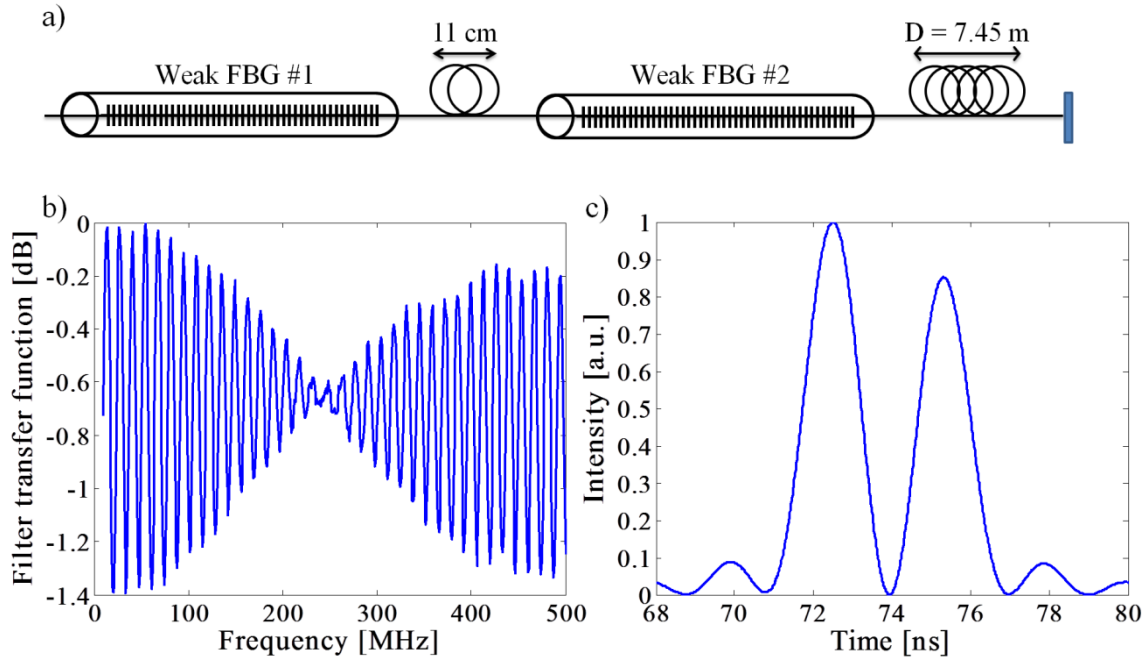 a)
11 cm
D = 7.45 m
Weak FBG #1
Weak FBG #2
b)
Filter transfer function [dB]
0
-0.2
-0.4
-0.6
-0.8
-1
-1.2
-1.4
0
100
200
300
400
500
Frequency [MHz]
c)
Intensity [a.u.]
1
0.9
0.8
0.7
0.6
0.5
0.4
0.3
0.2
0.1
0
68
70
72
74
76
78
80
Time [ns]